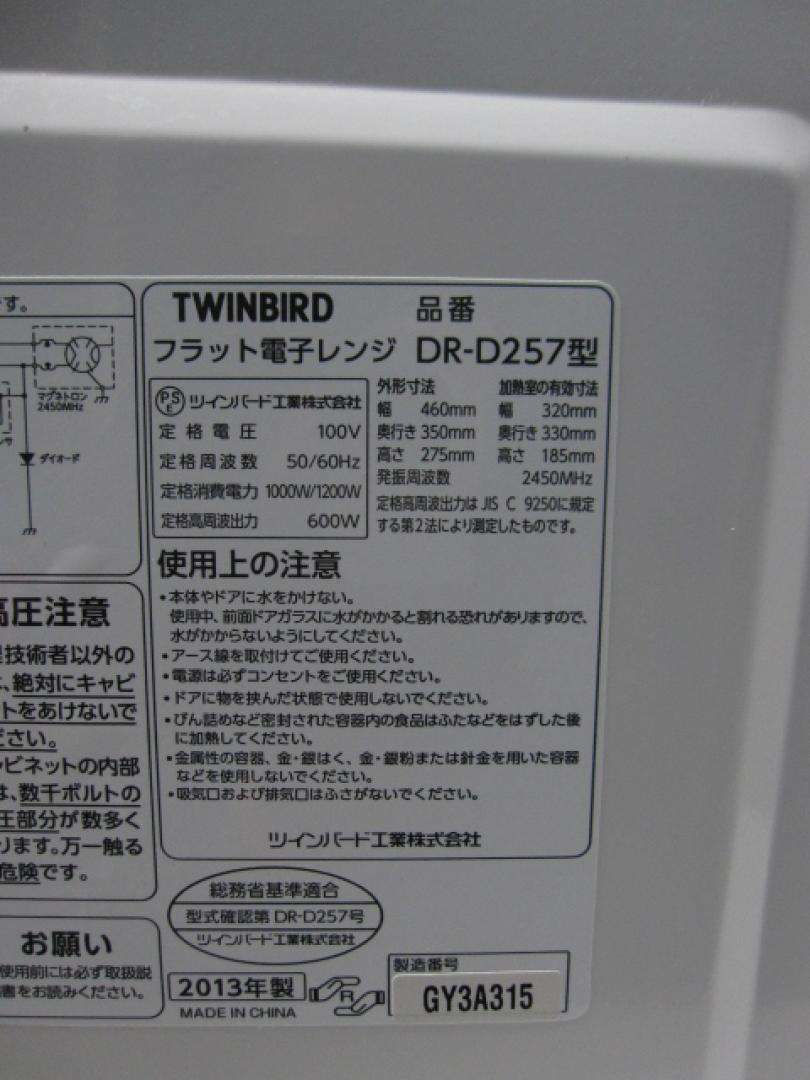 TWINBIRD 品番
フラット電子レンジ DR-D257型
PSE ツインバード工業株式会社
定格電圧 100V
定格周波数 50/60Hz
定格消費電力 1000W/1200W
定格高周波出力 600W
外形寸法 加熱室の有効寸法
幅 460mm 幅 320mm
奥行き 350mm 奥行き 330mm
高さ 275mm 高さ 185mm
発振周波数 2450MHz
定格高周波出力は JIS C 9250に規定
する第2法により測定したものです。
使用上の注意
・本体やドアに水をかけない。
使用中、前面ドアガラスに水がかかると割れる恐れがありますので、
水がかからないようにしてください。
・アース線を取付けてご使用ください。
・電源は必ずコンセントをご使用ください。
・ドアに物を挟んだ状態で使用しないでください。
・びん詰めなど密封された容器内の食品はふたなどをはずした後
に加熱してください。
・金属性の容器、金・銀はく、金・銀粉または針金を用いた容器
などを使用しないでください。
・吸気口および排気口はふさがないでください。
ツインバード工業株式会社
総務省基準適合
型式確認第 DR-D257号
ツインバード工業株式会社
2013年製
MADE IN CHINA
R
製造番号
GY3A315
す。
マグネトロン
2450MHz
ダイオード
高圧注意
技術者以外の
、絶対にキャビ
トをあけないで
ださい。
ビネットの内部
は、数千ボルトの
圧部分が数多く
ります。万一触る
危険です。
お願い
使用前には必ず取扱説
書をお読みください。